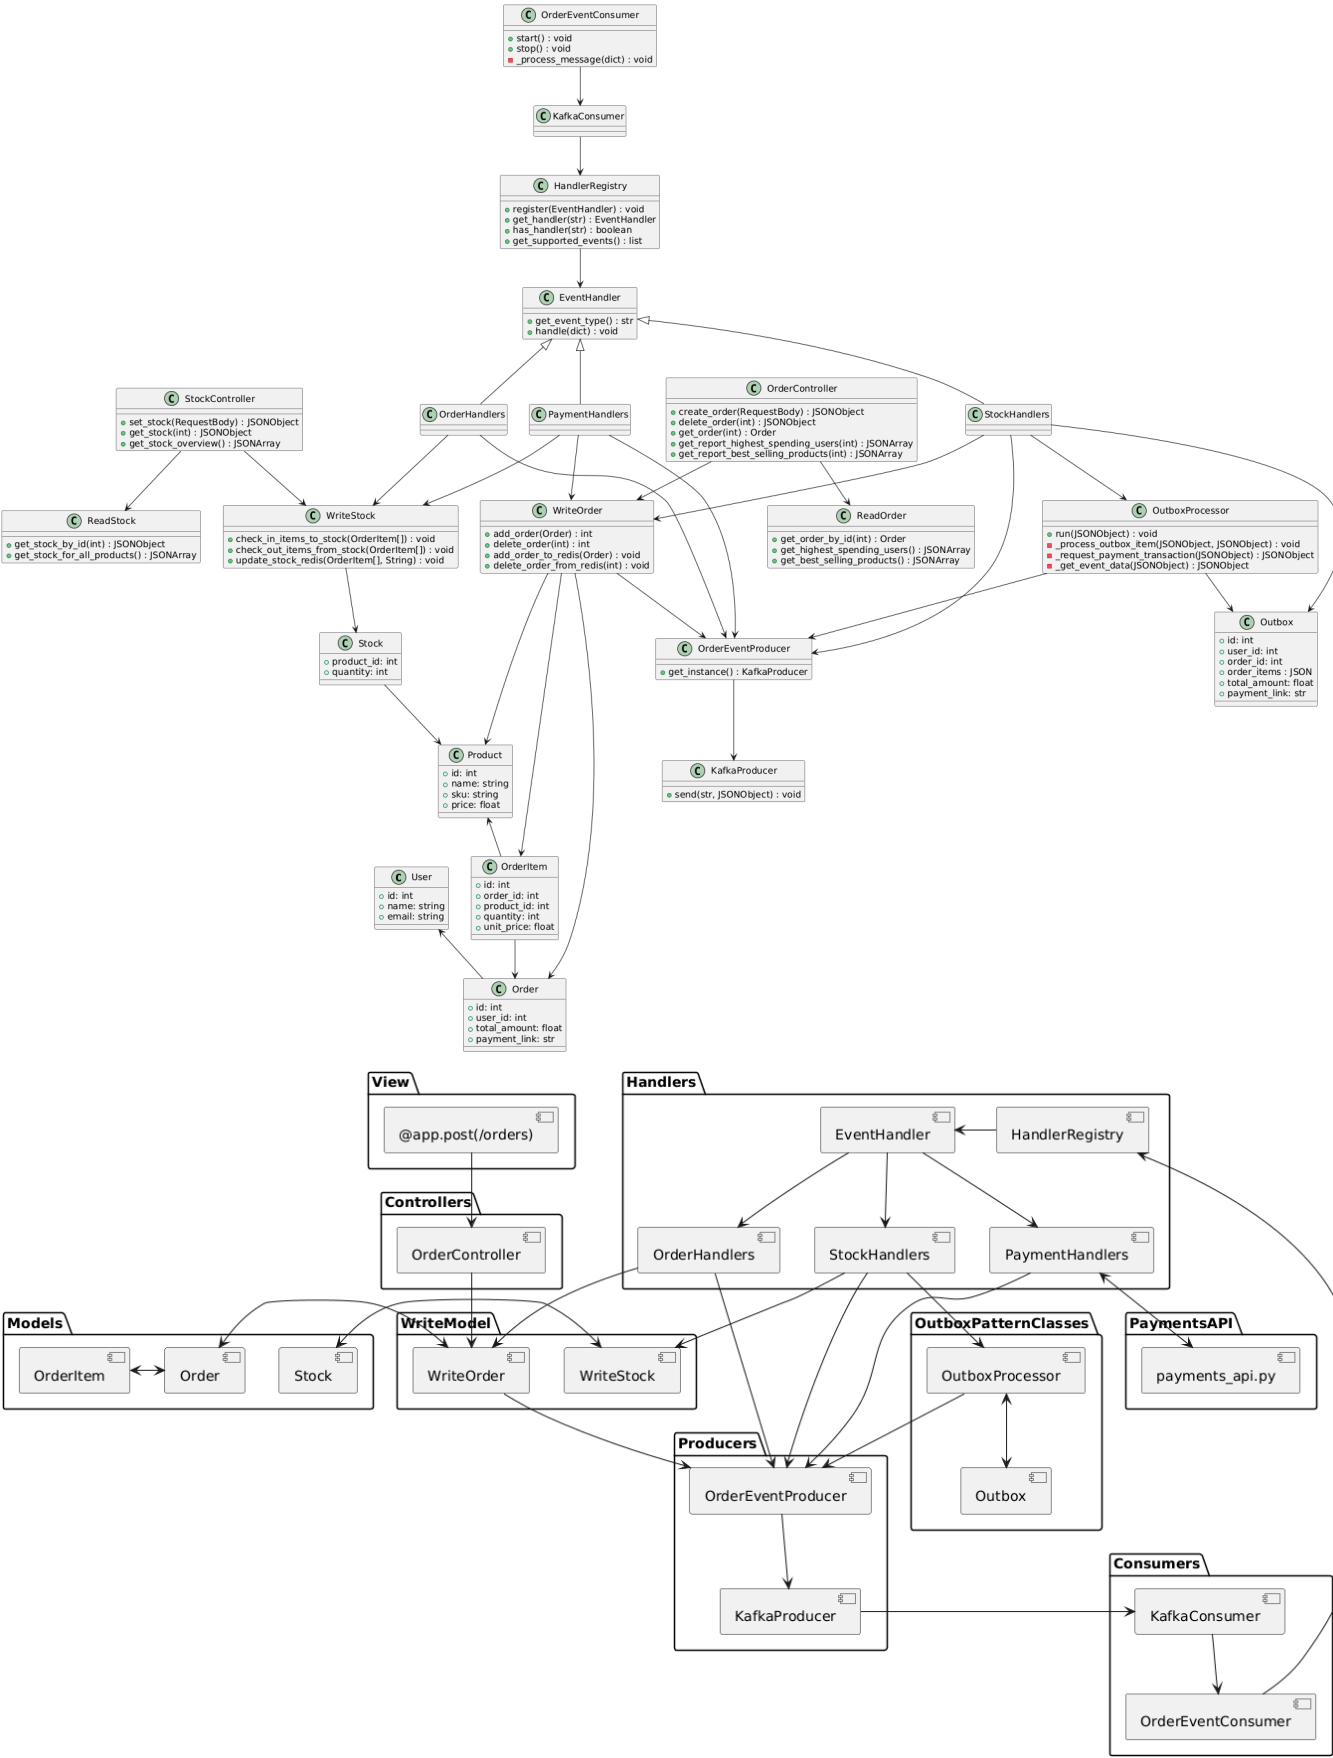 OrderEventConsumer
start() : void
stop() : void
_process_message(dict) : void
KafkaConsumer
HandlerRegistry
register(EventHandler) : void
get_handler(str) : EventHandler
has_handler(str) : boolean
get_supported_events() : list
EventHandler
get_event_type() : str
handle(dict) : void
StockController
set_stock(RequestBody) : JSONObject
get_stock(int) : JSONObject
get_stock_overview() : JSONArray
OrderHandlers
PaymentHandlers
OrderController
create_order(RequestBody) : JSONObject
delete_order(int) : JSONObject
get_order(int) : Order
get_report_highest_spending_users(int) : JSONArray
get_report_best_selling_products(int) : JSONArray
StockHandlers
ReadStock
get_stock_by_id(int) : JSONObject
get_stock_for_all_products() : JSONArray
WriteStock
check_in_items_to_stock(OrderItem[]) : void
check_out_items_from_stock(OrderItem[]) : void
update_stock_redis(OrderItem[], String) : void
WriteOrder
add_order(Order) : int
delete_order(int) : int
add_order_to_redis(Order) : void
delete_order_from_redis(int) : void
ReadOrder
get_order_by_id(int) : Order
get_highest_spending_users() : JSONArray
get_best_selling_products() : JSONArray
OutboxProcessor
run(JSONObject) : void
_process_outbox_item(JSONObject, JSONObject) : void
_request_payment_transaction(JSONObject) : JSONObject
_get_event_data(JSONObject) : JSONObject
Stock
product_id: int
quantity: int
OrderEventProducer
get_instance() : KafkaProducer
Outbox
id: int
user_id: int
order_id: int
order_items : JSON
total_amount: float
payment_link: str
Product
id: int
name: string
sku: string
price: float
KafkaProducer
send(str, JSONObject) : void
User
id: int
name: string
email: string
OrderItem
id: int
order_id: int
product_id: int
quantity: int
unit_price: float
Order
id: int
user_id: int
total_amount: float
payment_link: str
View
@app.post(/orders)
Handlers
EventHandler
HandlerRegistry
Controllers
OrderController
OrderHandlers
StockHandlers
PaymentHandlers
Models
OrderItem
Order
Stock
WriteModel
WriteOrder
WriteStock
OutboxPatternClasses
OutboxProcessor
Outbox
PaymentsAPI
payments_api.py
Producers
OrderEventProducer
KafkaProducer
Consumers
KafkaConsumer
OrderEventConsumer